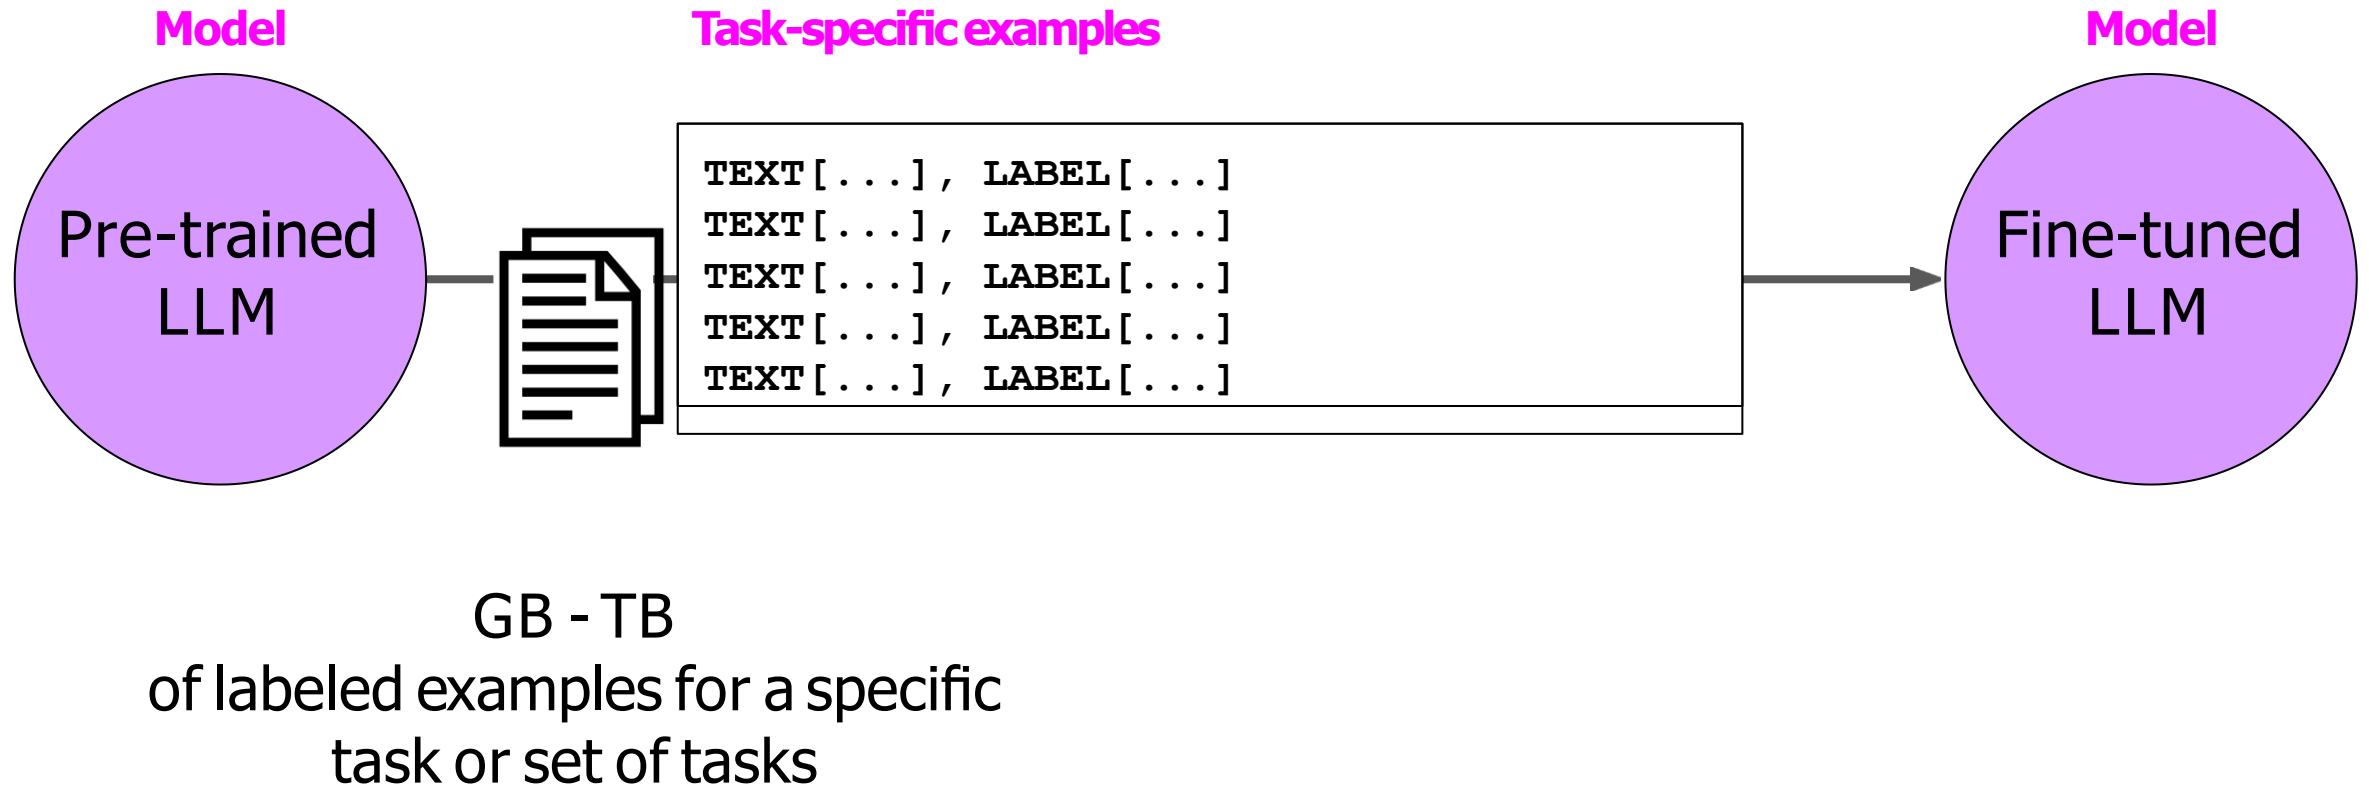 Model
Task-specific examples
Model
Pre-trained
LLM
TEXT[...], LABEL[...]
TEXT[...], LABEL[...]
TEXT[...], LABEL[...]
TEXT[...], LABEL[...]
TEXT[...], LABEL[...]
Fine-tuned
LLM
GB - TB
of labeled examples for a specific
task or set of tasks